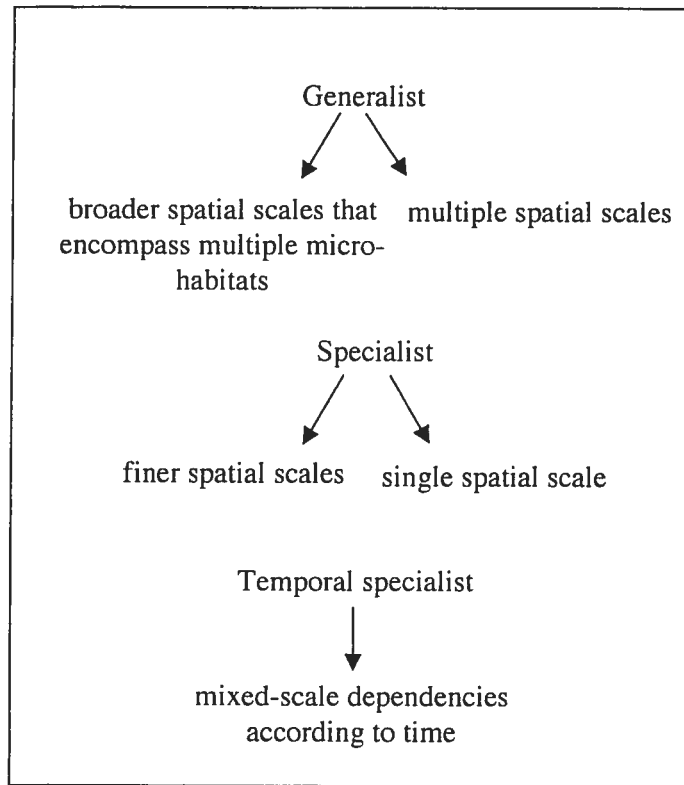 Generalist
broader spatial scales that
encompass multiple micro-
habitats
multiple spatial scales
Specialist
finer spatial scales
single spatial scale
Temporal specialist
mixed-scale dependencies
according to time